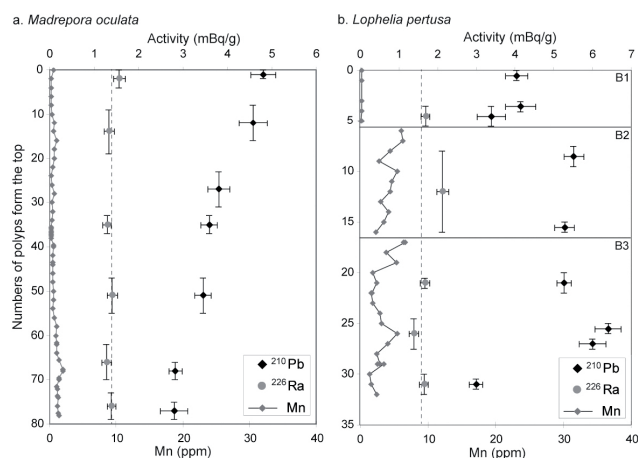 a. Madrepora oculata
Activity (mBq/g)
0 1 2 3 4 5 6
0
10
20
30
40
50
60
70
80
Numbers of polyps form the top
²¹⁰Pb
²²⁶Ra
Mn
0 10 20 30 40
Mn (ppm)
b. Lophelia pertusa
Activity (mBq/g)
0 1 2 3 4 5 6 7
B1
B2
B3
0
5
10
15
20
25
30
35
²¹⁰Pb
²²⁶Ra
Mn
0 10 20 30 40
Mn (ppm)